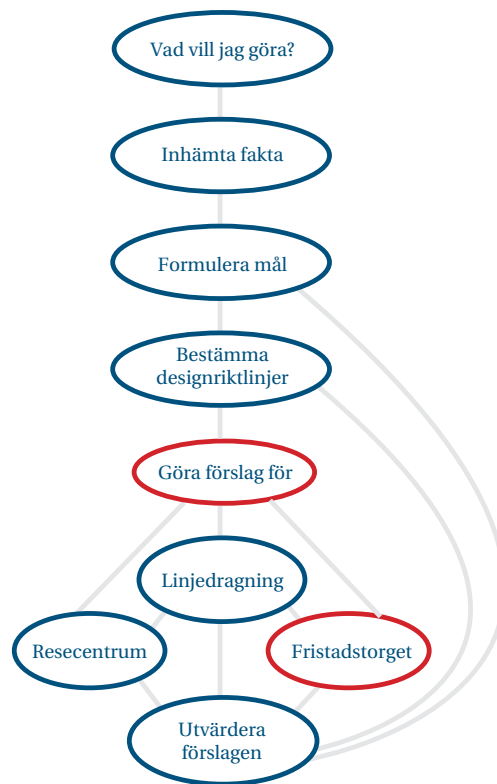 Vad vill jag göra?
Inhämta fakta
Formulera mål
Bestämma
designriktlinjer
Göra förslag för
Linjedragning
Resecentrum
Fristadstorget
Utvärdera
förslagen